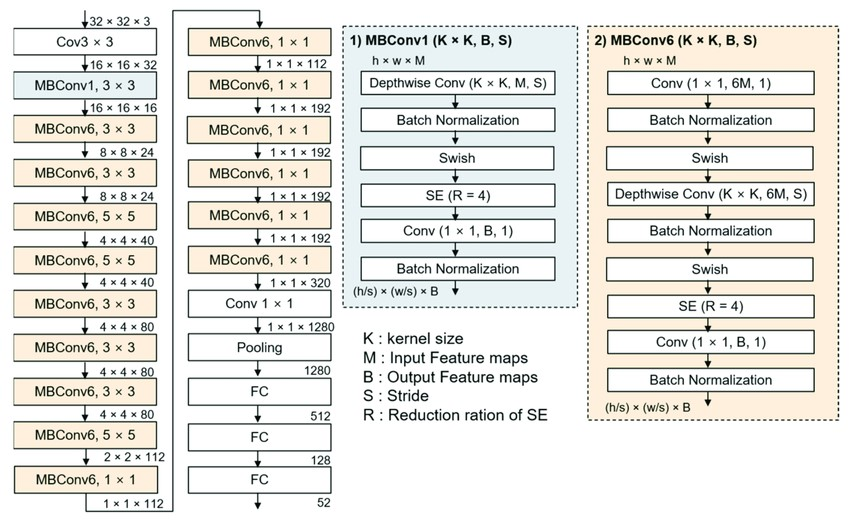 32 × 32 × 3
Cov3 × 3
16 × 16 × 32
MBConv1, 3 × 3
16 × 16 × 16
MBConv6, 3 × 3
8 × 8 × 24
MBConv6, 3 × 3
8 × 8 × 24
MBConv6, 5 × 5
4 × 4 × 40
MBConv6, 5 × 5
4 × 4 × 40
MBConv6, 3 × 3
4 × 4 × 80
MBConv6, 3 × 3
4 × 4 × 80
MBConv6, 3 × 3
4 × 4 × 80
MBConv6, 5 × 5
2 × 2 × 112
MBConv6, 1 × 1
1 × 1 × 112
MBConv6, 1 × 1
1 × 1 × 112
MBConv6, 1 × 1
1 × 1 × 192
MBConv6, 1 × 1
1 × 1 × 192
MBConv6, 1 × 1
1 × 1 × 192
MBConv6, 1 × 1
1 × 1 × 192
MBConv6, 1 × 1
1 × 1 × 320
Conv 1 × 1
1 × 1 × 1280
Pooling
1280
FC
512
FC
128
FC
52
1) MBConv1 (K × K, B, S)
h × w × M
Depthwise Conv (K × K, M, S)
Batch Normalization
Swish
SE (R = 4)
Conv (1 × 1, B, 1)
Batch Normalization
(h/s) × (w/s) × B
K : kernel size
M : Input Feature maps
B : Output Feature maps
S : Stride
R : Reduction ration of SE
2) MBConv6 (K × K, B, S)
h × w × M
Conv (1 × 1, 6M, 1)
Batch Normalization
Swish
Depthwise Conv (K × K, 6M, S)
Batch Normalization
Swish
SE (R = 4)
Conv (1 × 1, B, 1)
Batch Normalization
(h/s) × (w/s) × B